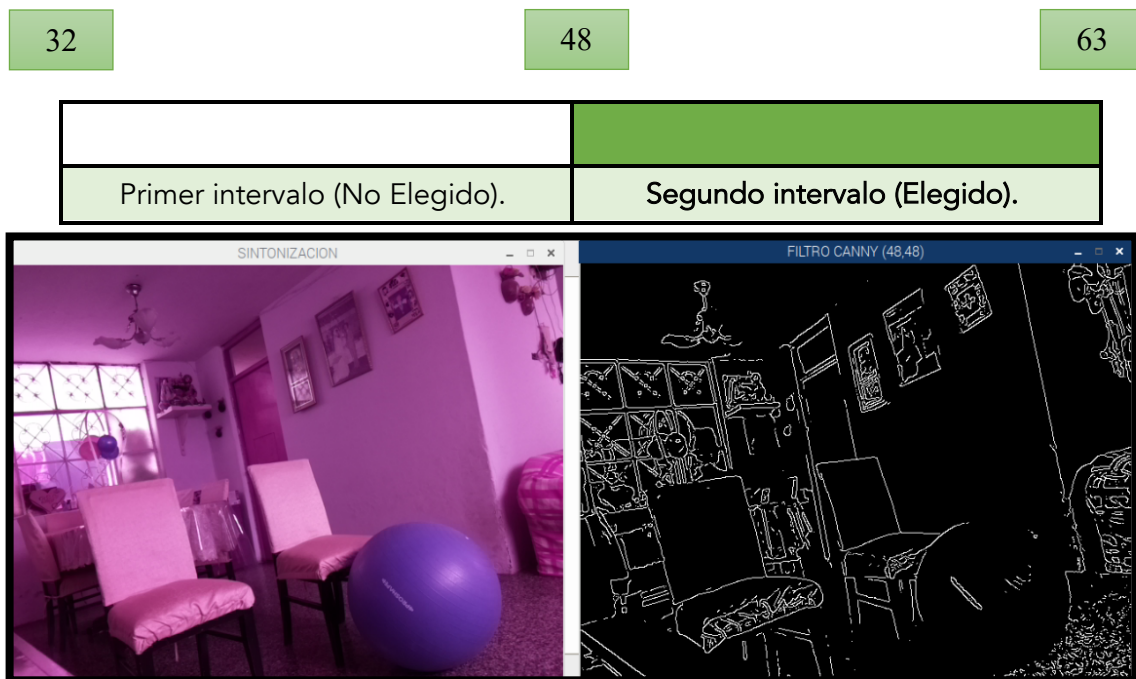 32 48 63
Primer intervalo (No Elegido). Segundo intervalo (Elegido).
SINTONIZACION FILTRO CANNY (48,48)